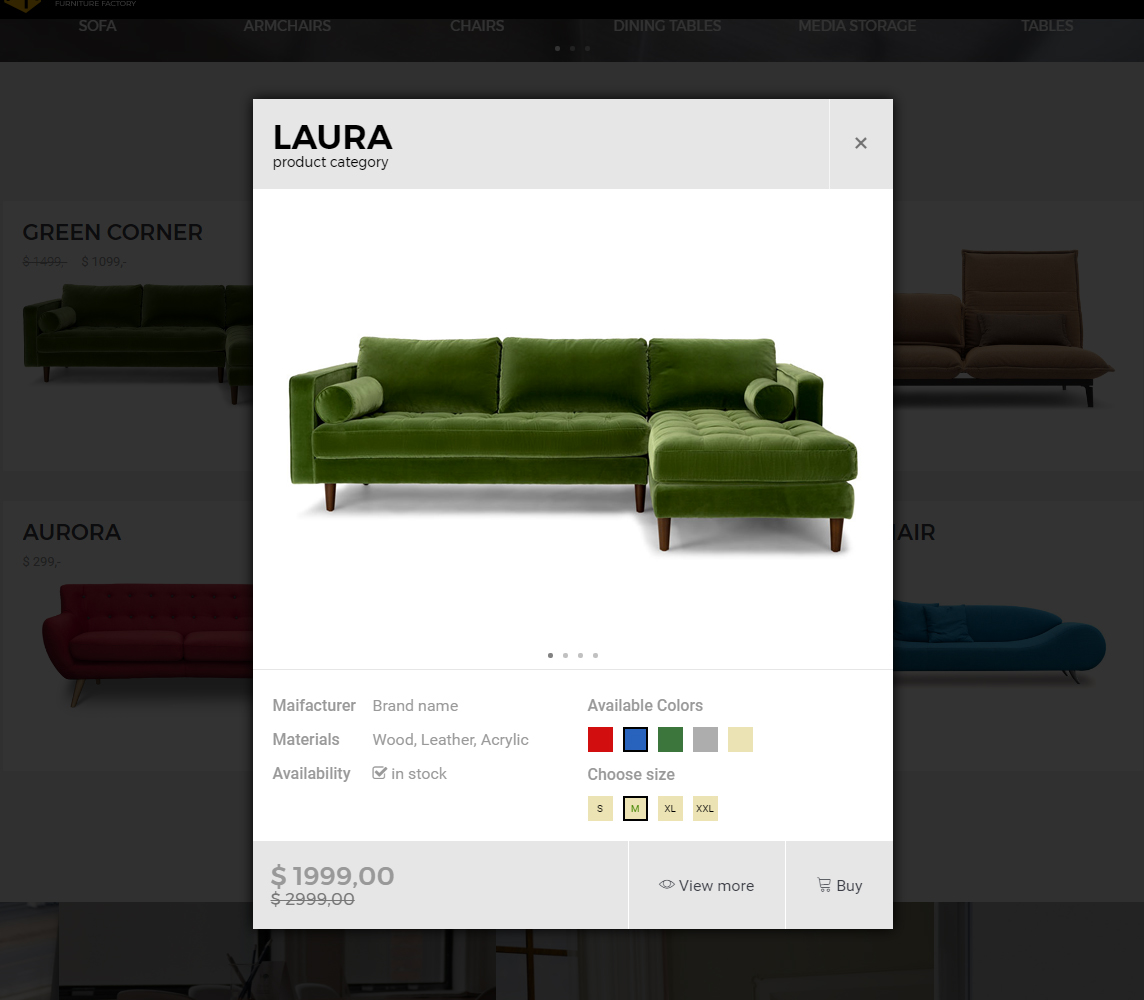 FURNITURE FACTORY
SOFA
ARMCHAIRS
CHAIRS
DINING TABLES
MEDIA STORAGE
TABLES
LAURA
product category
×
GREEN CORNER
$ 1499,- $ 1099,-
AURORA
$ 299,-
HAIR
Maifacturer Brand name
Materials Wood, Leather, Acrylic
Availability in stock
Available Colors
Choose size
S M XL XXL
$ 1999,00
$ 2999,00
View more
Buy